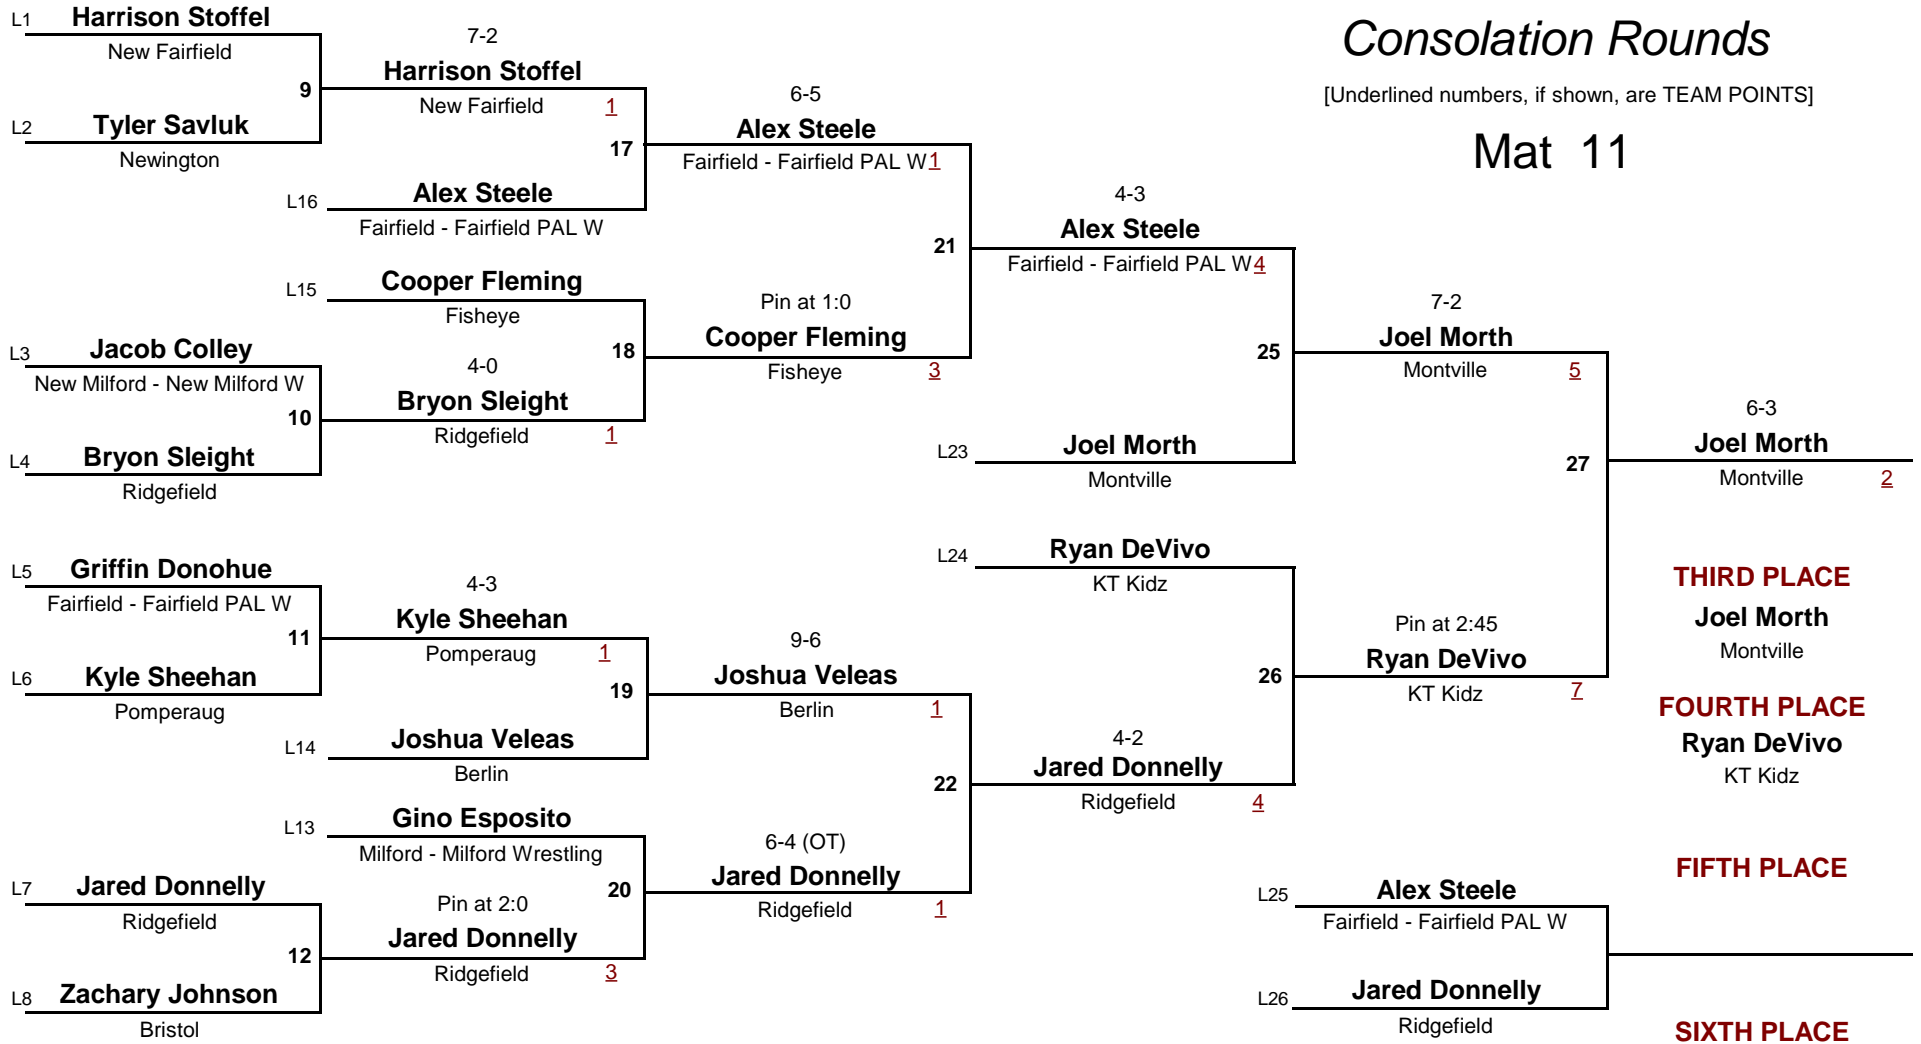 Consolation Rounds
[Underlined numbers, if shown, are TEAM POINTS]
Mat 11
L1 Harrison Stoffel
New Fairfield
9
L2 Tyler Savluk
Newington
7-2
Harrison Stoffel
New Fairfield 1
17
L16 Alex Steele
Fairfield - Fairfield PAL W
L15 Cooper Fleming
Fisheye
18
L3 Jacob Colley
New Milford - New Milford W
10
L4 Bryon Sleight
Ridgefield
4-0
Bryon Sleight
Ridgefield 1
6-5
Alex Steele
Fairfield - Fairfield PAL W 1
21
Pin at 1:0
Cooper Fleming
Fisheye 3
4-3
Alex Steele
Fairfield - Fairfield PAL W 4
25
L23 Joel Morth
Montville
7-2
Joel Morth
Montville 5
27
6-3
Joel Morth
Montville 2
L5 Griffin Donohue
Fairfield - Fairfield PAL W
11
L6 Kyle Sheehan
Pomperaug
4-3
Kyle Sheehan
Pomperaug 1
19
L14 Joshua Veleas
Berlin
L13 Gino Esposito
Milford - Milford Wrestling
20
L7 Jared Donnelly
Ridgefield
12
L8 Zachary Johnson
Bristol
Pin at 2:0
Jared Donnelly
Ridgefield 3
9-6
Joshua Veleas
Berlin 1
22
6-4 (OT)
Jared Donnelly
Ridgefield 1
L24 Ryan DeVivo
KT Kidz
26
4-2
Jared Donnelly
Ridgefield 4
Pin at 2:45
Ryan DeVivo
KT Kidz 7
THIRD PLACE
Joel Morth
Montville
FOURTH PLACE
Ryan DeVivo
KT Kidz
L25 Alex Steele
Fairfield - Fairfield PAL W
L26 Jared Donnelly
Ridgefield
FIFTH PLACE
SIXTH PLACE